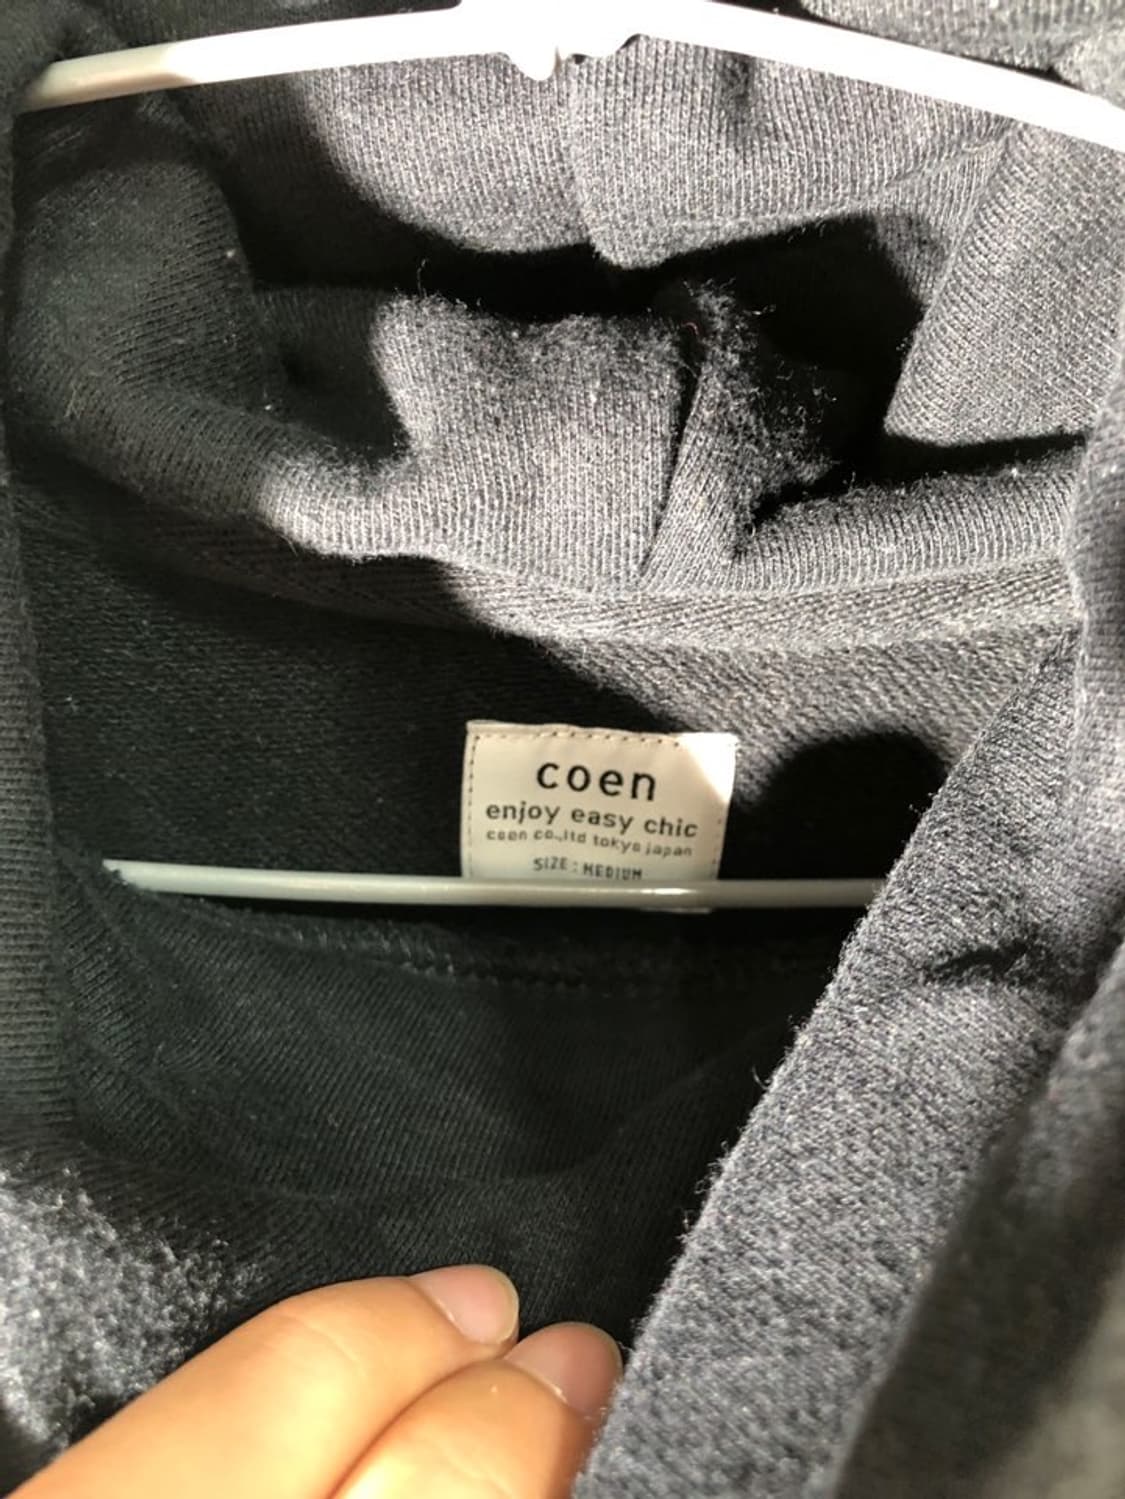 coen
enjoy easy chic
coen co.,ltd tokyo japan
SIZE : MEDIUM